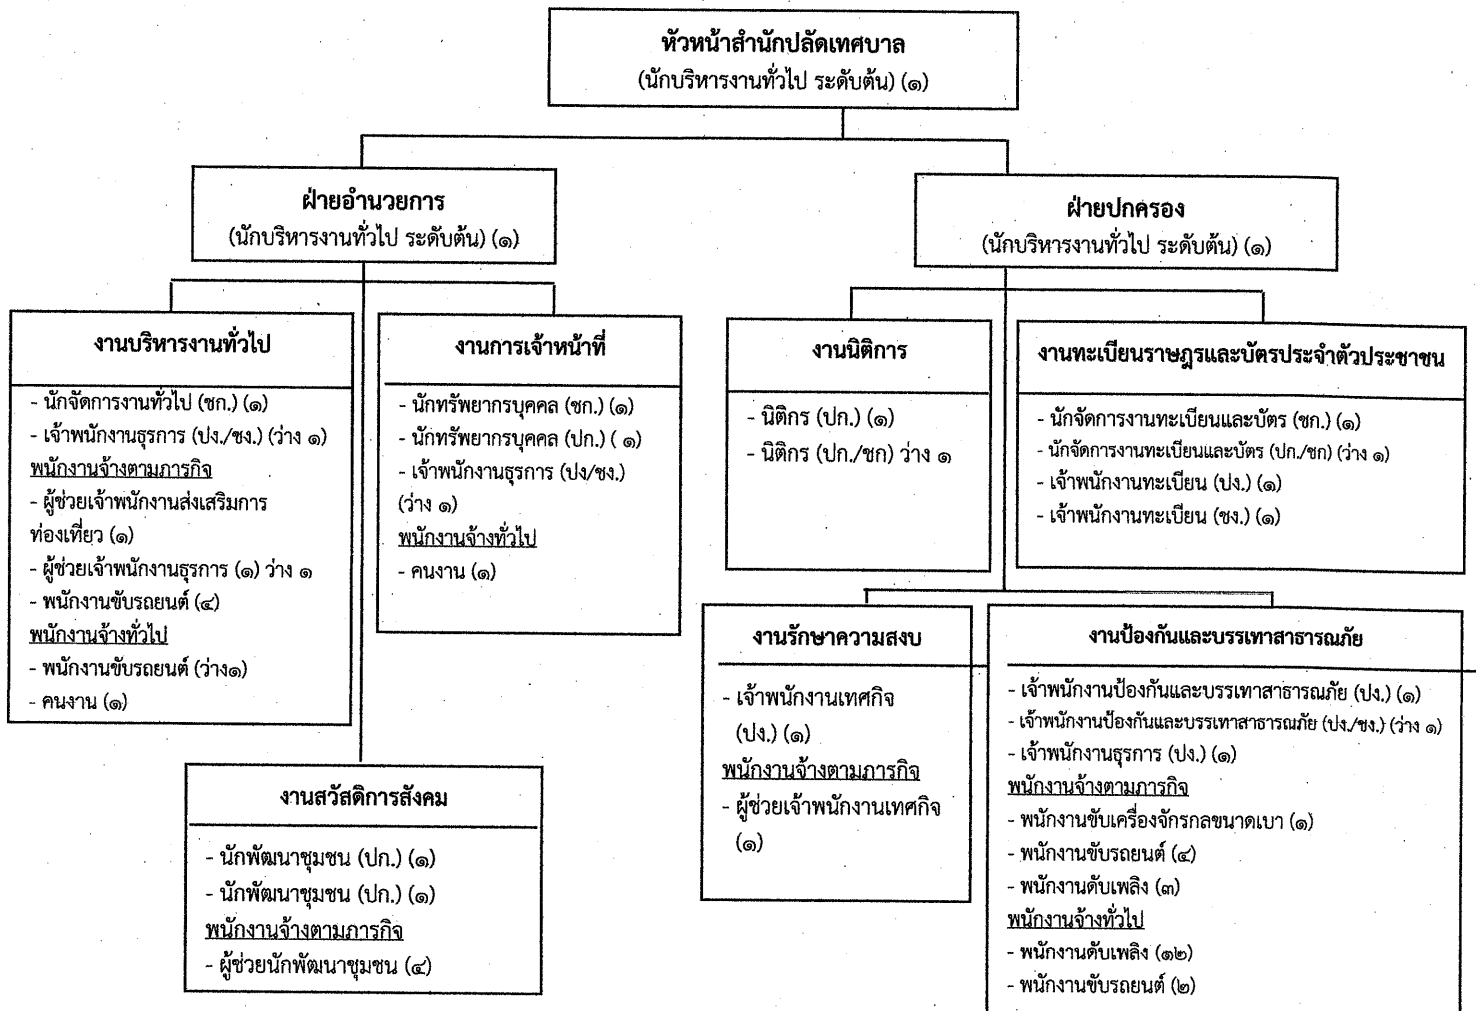 หัวหน้าสำนักปลัดเทศบาล
(นักบริหารงานทั่วไป ระดับต้น) (๑)
ฝ่ายอำนวยการ
(นักบริหารงานทั่วไป ระดับต้น) (๑)
ฝ่ายปกครอง
(นักบริหารงานทั่วไป ระดับต้น) (๑)
งานบริหารงานทั่วไป
- นักจัดการงานทั่วไป (ชก.) (๑)
- เจ้าพนักงานธุรการ (ปง./ชง.) (ว่าง ๑)
พนักงานจ้างตามภารกิจ
- ผู้ช่วยเจ้าพนักงานส่งเสริมการ
ท่องเที่ยว (๑)
- ผู้ช่วยเจ้าพนักงานธุรการ (๑) ว่าง ๑
- พนักงานขับรถยนต์ (๔)
พนักงานจ้างทั่วไป
- พนักงานขับรถยนต์ (ว่าง๑)
- คนงาน (๑)
งานการเจ้าหน้าที่
- นักทรัพยากรบุคคล (ชก.) (๑)
- นักทรัพยากรบุคคล (ปก.) ( ๑)
- เจ้าพนักงานธุรการ (ปง/ชง.)
(ว่าง ๑)
พนักงานจ้างทั่วไป
- คนงาน (๑)
งานสวัสดิการสังคม
- นักพัฒนาชุมชน (ปก.) (๑)
- นักพัฒนาชุมชน (ปก.) (๑)
พนักงานจ้างตามภารกิจ
- ผู้ช่วยนักพัฒนาชุมชน (๔)
งานนิติการ
- นิติกร (ปก.) (๑)
- นิติกร (ปก./ชก) ว่าง ๑
งานทะเบียนราษฎรและบัตรประจำตัวประชาชน
- นักจัดการงานทะเบียนและบัตร (ชก.) (๑)
- นักจัดการงานทะเบียนและบัตร (ปก./ชก) (ว่าง ๑)
- เจ้าพนักงานทะเบียน (ปง.) (๑)
- เจ้าพนักงานทะเบียน (ชง.) (๑)
งานรักษาความสงบ
- เจ้าพนักงานเทศกิจ
(ปง.) (๑)
พนักงานจ้างตามภารกิจ
- ผู้ช่วยเจ้าพนักงานเทศกิจ
(๑)
งานป้องกันและบรรเทาสาธารณภัย
- เจ้าพนักงานป้องกันและบรรเทาสาธารณภัย (ปง.) (๑)
- เจ้าพนักงานป้องกันและบรรเทาสาธารณภัย (ปง./ชง.) (ว่าง ๑)
- เจ้าพนักงานธุรการ (ปง.) (๑)
พนักงานจ้างตามภารกิจ
- พนักงานขับเครื่องจักรกลขนาดเบา (๑)
- พนักงานขับรถยนต์ (๔)
- พนักงานดับเพลิง (๓)
พนักงานจ้างทั่วไป
- พนักงานดับเพลิง (๑๒)
- พนักงานขับรถยนต์ (๒)